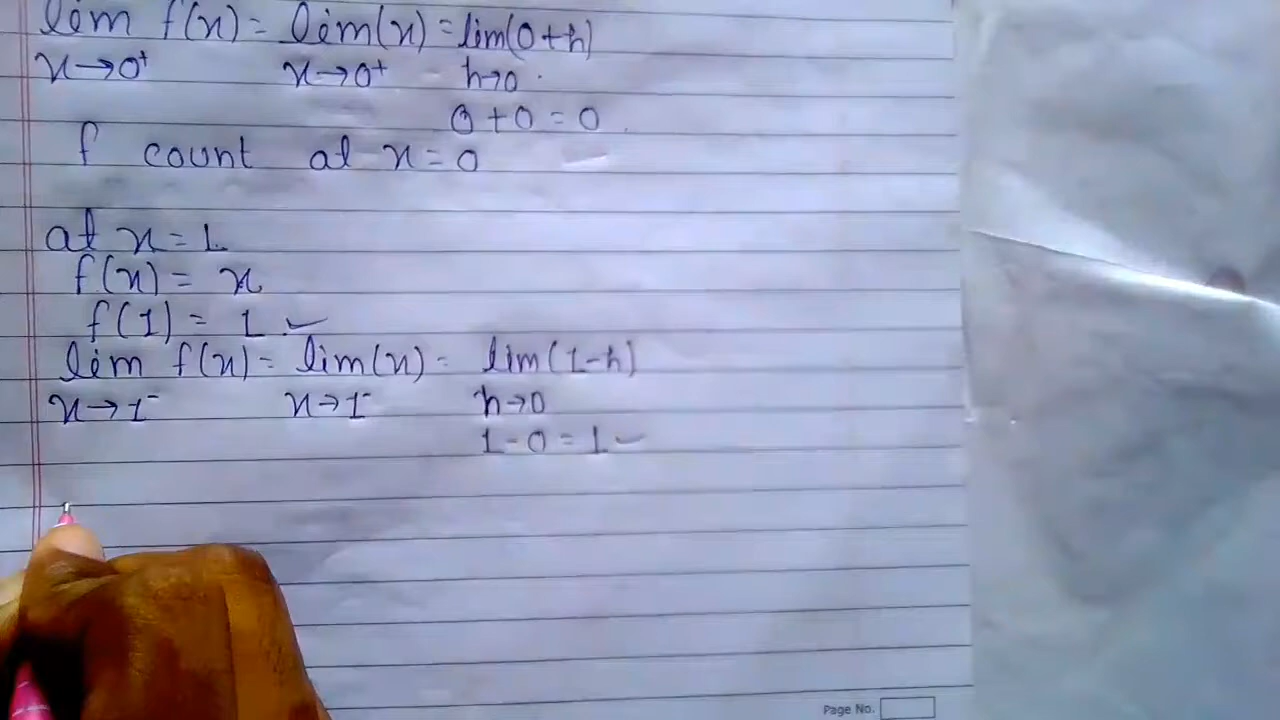 lim f(x) = lim(x) = lim(0+h)
x→0⁺ x→0⁺ h→0
0+0=0
f count at x=0
at x=1
f(x) = x
f(1) = 1 ✓
lim f(x) = lim(x) = lim(1-h)
x→1⁻ x→1⁻ h→0
1-0=1 ✓
Page No.